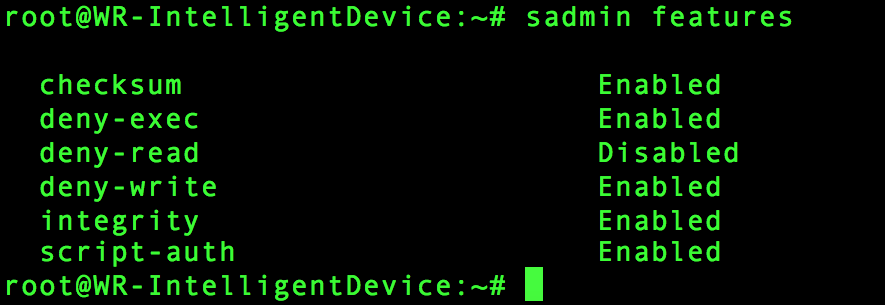 root@WR-IntelligentDevice:~# sadmin features
checksum Enabled
deny-exec Enabled
deny-read Disabled
deny-write Enabled
integrity Enabled
script-auth Enabled
root@WR-IntelligentDevice:~#